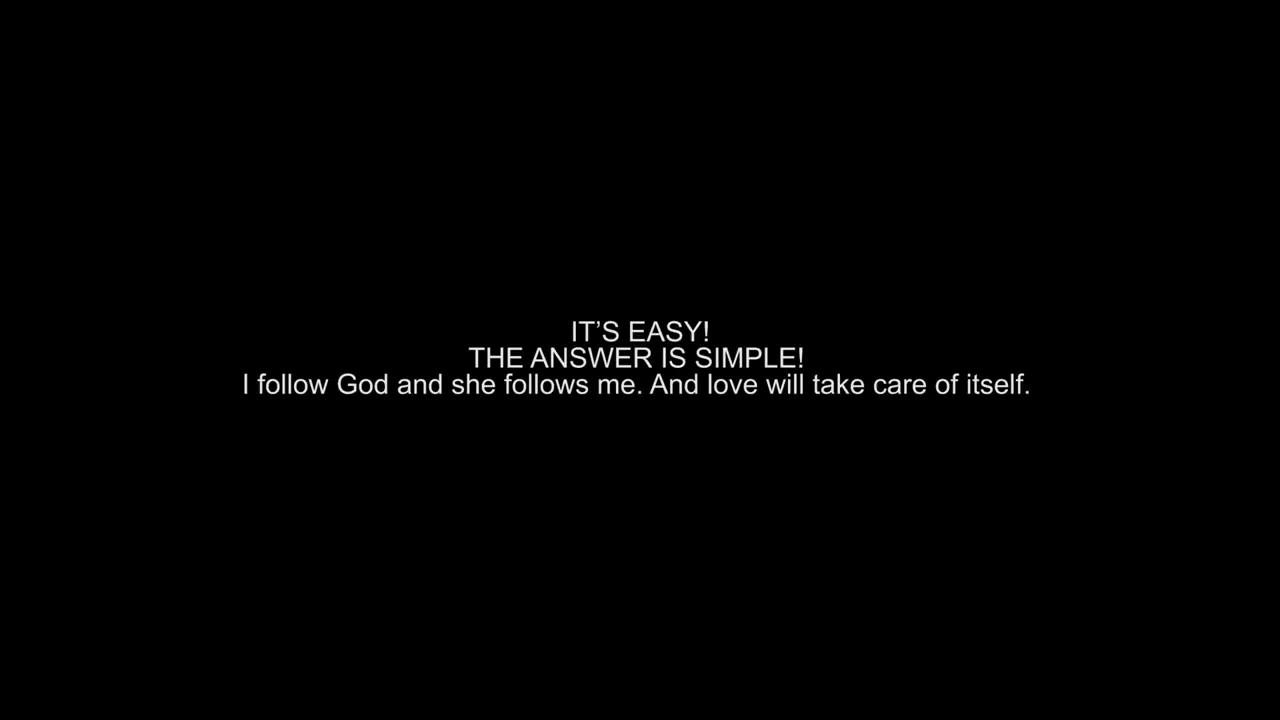 IT’S EASY!
THE ANSWER IS SIMPLE!
I follow God and she follows me. And love will take care of itself.